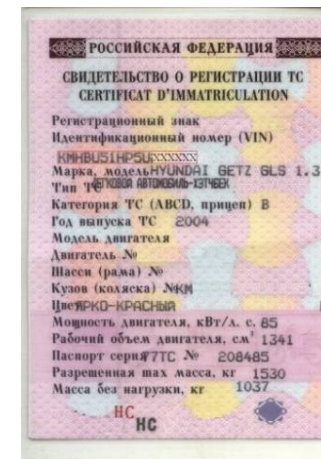 РОССИЙСКАЯ ФЕДЕРАЦИЯ
СВИДЕТЕЛЬСТВО О РЕГИСТРАЦИИ ТС
CERTIFICAT D'IMMATRICULATION
Регистрационный знак
Идентификационный номер (VIN)
KMHBU51HP5Uxxxxxx
Марка, модель HYUNDAI GETZ GLS 1.3
Тип ТС ЛЕГКОВОЙ АВТОМОБИЛЬ-ХЭТЧБЕК
Категория ТС (ABCD, прицеп) B
Год выпуска ТС 2004
Модель двигателя
Двигатель №
Шасси (рама) №
Кузов (коляска) № KM
Цвет ЯРКО-КРАСНЫЙ
Мощность двигателя, кВт/л. с. 85
Рабочий объем двигателя, см³ 1341
Паспорт серия 77ТС № 208485
Разрешенная max масса, кг 1530
Масса без нагрузки, кг 1037
НС
НС